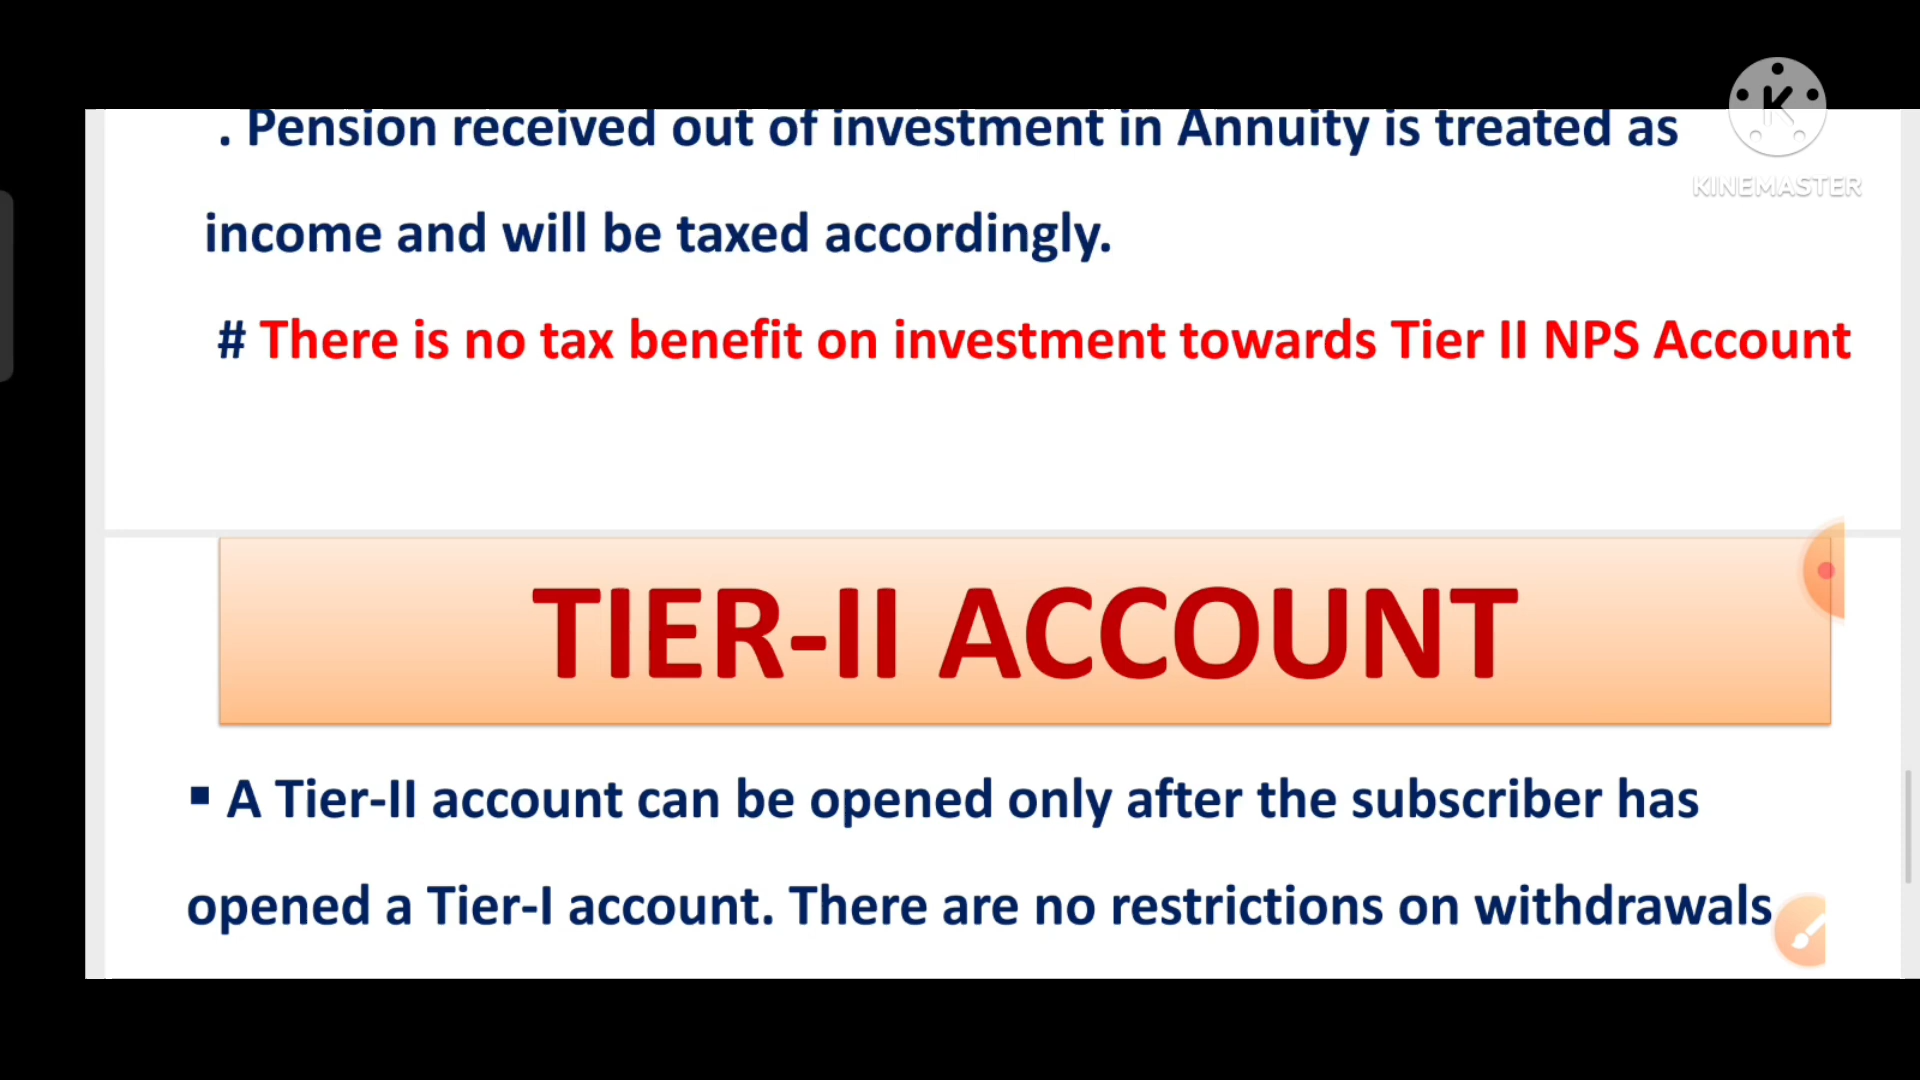 . Pension received out of investment in Annuity is treated as
KINEMASTER
income and will be taxed accordingly.
# There is no tax benefit on investment towards Tier II NPS Account
TIER-II ACCOUNT
▪ A Tier-II account can be opened only after the subscriber has
opened a Tier-I account. There are no restrictions on withdrawals